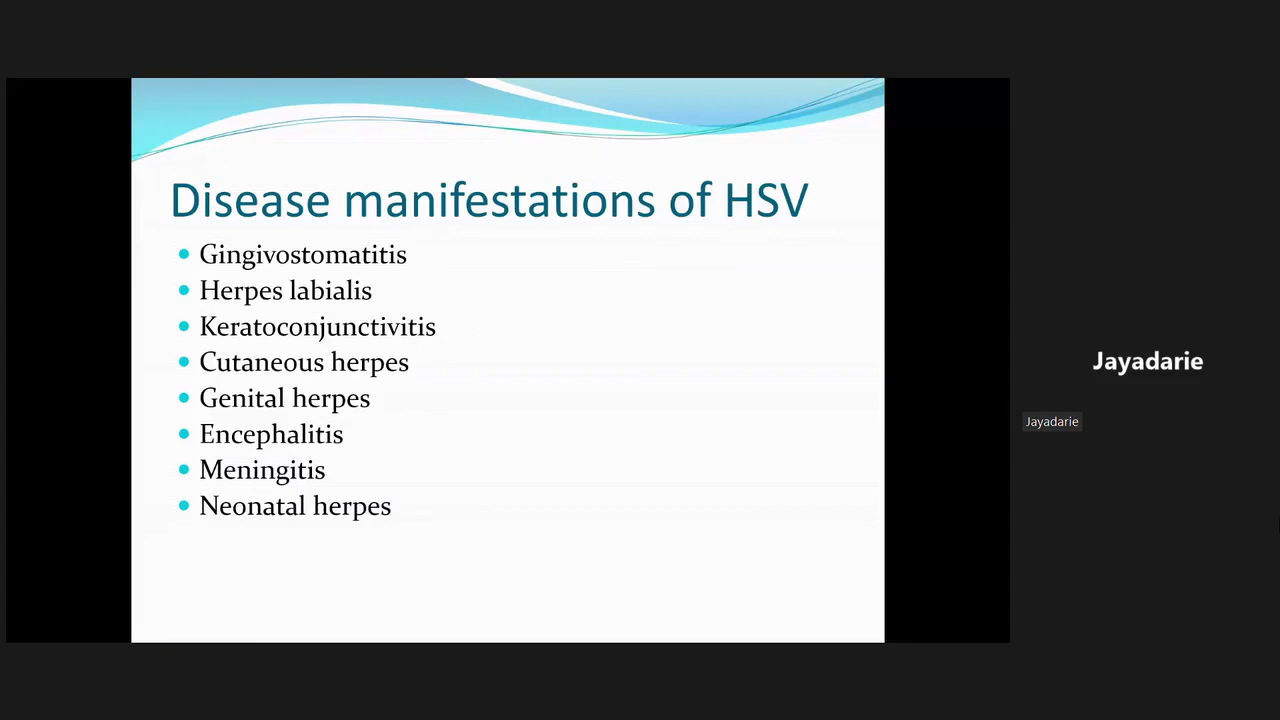 Disease manifestations of HSV
Gingivostomatitis
Herpes labialis
Keratoconjunctivitis
Cutaneous herpes
Genital herpes
Encephalitis
Meningitis
Neonatal herpes
Jayadarie
Jayadarie